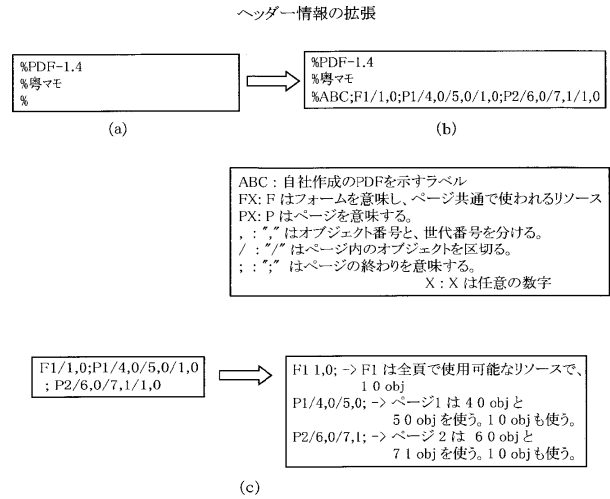 ヘッダー情報の拡張
%PDF-1.4
%粤マモ
%
(a)
%PDF-1.4
%粤マモ
%ABC;F1/1,0;P1/4,0/5,0/1,0;P2/6,0/7,1/1,0
(b)
ABC : 自社作成のPDFを示すラベル
FX: F はフォームを意味し、ページ共通で使われるリソース
PX: P はページを意味する。
, : "," はオブジェクト番号と、世代番号を分ける。
/ : "/" はページ内のオブジェクトを区切る。
; : ";" はページの終わりを意味する。
X : X は任意の数字
F1/1,0;P1/4,0/5,0/1,0
; P2/6,0/7,1/1,0
F1 1,0; -> F1 は全頁で使用可能なリソースで、
1 0 obj
P1/4,0/5,0; -> ページ1 は 4 0 obj と
5 0 obj を使う。1 0 obj も使う。
P2/6,0/7,1; -> ページ 2 は 6 0 obj と
7 1 obj を使う。1 0 obj も使う。
(c)